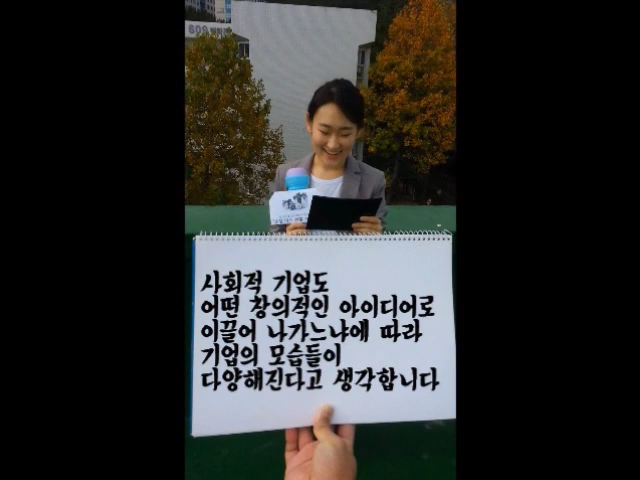 사회적 기업도
어떤 창의적인 아이디어로
이끌어 나가느냐에 따라
기업의 모습들이
다양해진다고 생각합니다